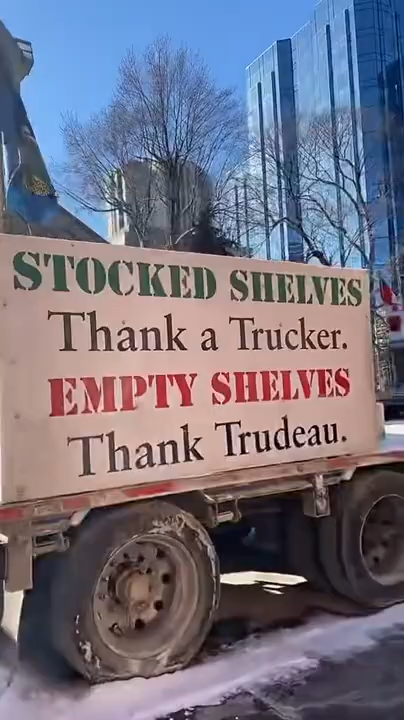 STOCKED SHELVES
Thank a Trucker.
EMPTY SHELVES
Thank Trudeau.